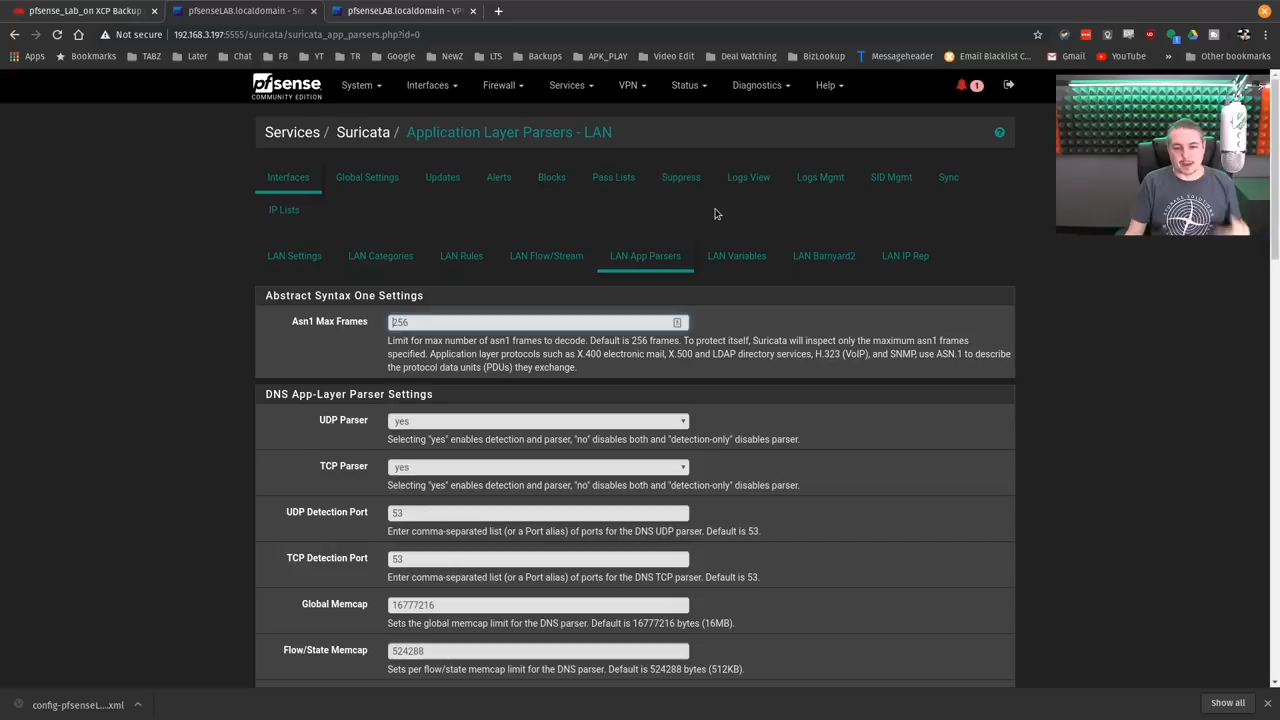 pfsense_Lab_on XCP Backup
pfsenseLAB.localdomain - Se
pfsenseLAB.localdomain - VP
Not secure
192.168.3.197:5555/suricata/suricata_app_parsers.php?id=0
Apps
Bookmarks
TABZ
Later
Chat
FB
YT
TR
Google
NewZ
LTS
Backups
APK_PLAY
Video Edit
Deal Watching
BizLookup
Messageheader
Email Blacklist C
Gmail
YouTube
»
Other bookmarks
pfsense
COMMUNITY EDITION
System
Interfaces
Firewall
Services
VPN
Status
Diagnostics
Help
1
Services / Suricata / Application Layer Parsers - LAN
Interfaces
Global Settings
Updates
Alerts
Blocks
Pass Lists
Suppress
Logs View
Logs Mgmt
SID Mgmt
Sync
IP Lists
LAN Settings
LAN Categories
LAN Rules
LAN Flow/Stream
LAN App Parsers
LAN Variables
LAN Barnyard2
LAN IP Rep
Abstract Syntax One Settings
Asn1 Max Frames
256
Limit for max number of asn1 frames to decode. Default is 256 frames. To protect itself, Suricata will inspect only the maximum asn1 frames
specified. Application layer protocols such as X.400 electronic mail, X.500 and LDAP directory services, H.323 (VoIP), and SNMP, use ASN.1 to describe
the protocol data units (PDUs) they exchange.
DNS App-Layer Parser Settings
UDP Parser
yes
Selecting "yes" enables detection and parser, "no" disables both and "detection-only" disables parser.
TCP Parser
yes
Selecting "yes" enables detection and parser, "no" disables both and "detection-only" disables parser.
UDP Detection Port
53
Enter comma-separated list (or a Port alias) of ports for the DNS UDP parser. Default is 53.
TCP Detection Port
53
Enter comma-separated list (or a Port alias) of ports for the DNS TCP parser. Default is 53.
Global Memcap
16777216
Sets the global memcap limit for the DNS parser. Default is 16777216 bytes (16MB).
Flow/State Memcap
524288
Sets per flow/state memcap limit for the DNS parser. Default is 524288 bytes (512KB).
config-pfsenseL....xml
Show all